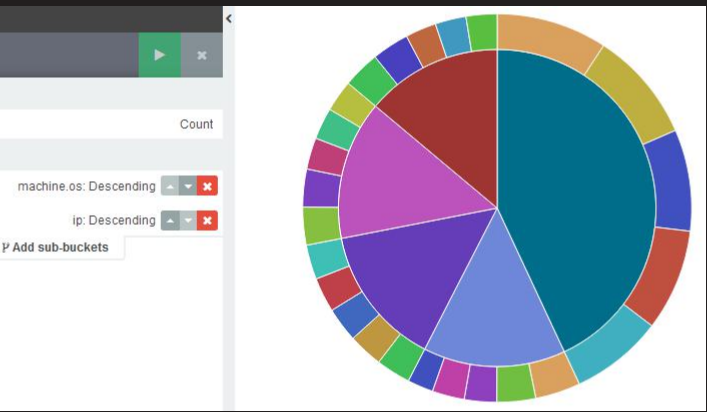 Count
machine.os: Descending
ip: Descending
Add sub-buckets